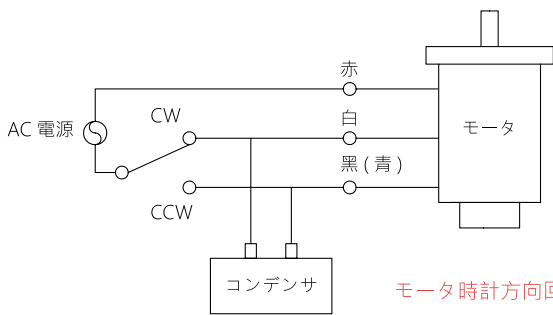 赤
CW
白
AC 電源
モータ
黒 ( 青 )
CCW
コンデンサ
モータ時計方向回